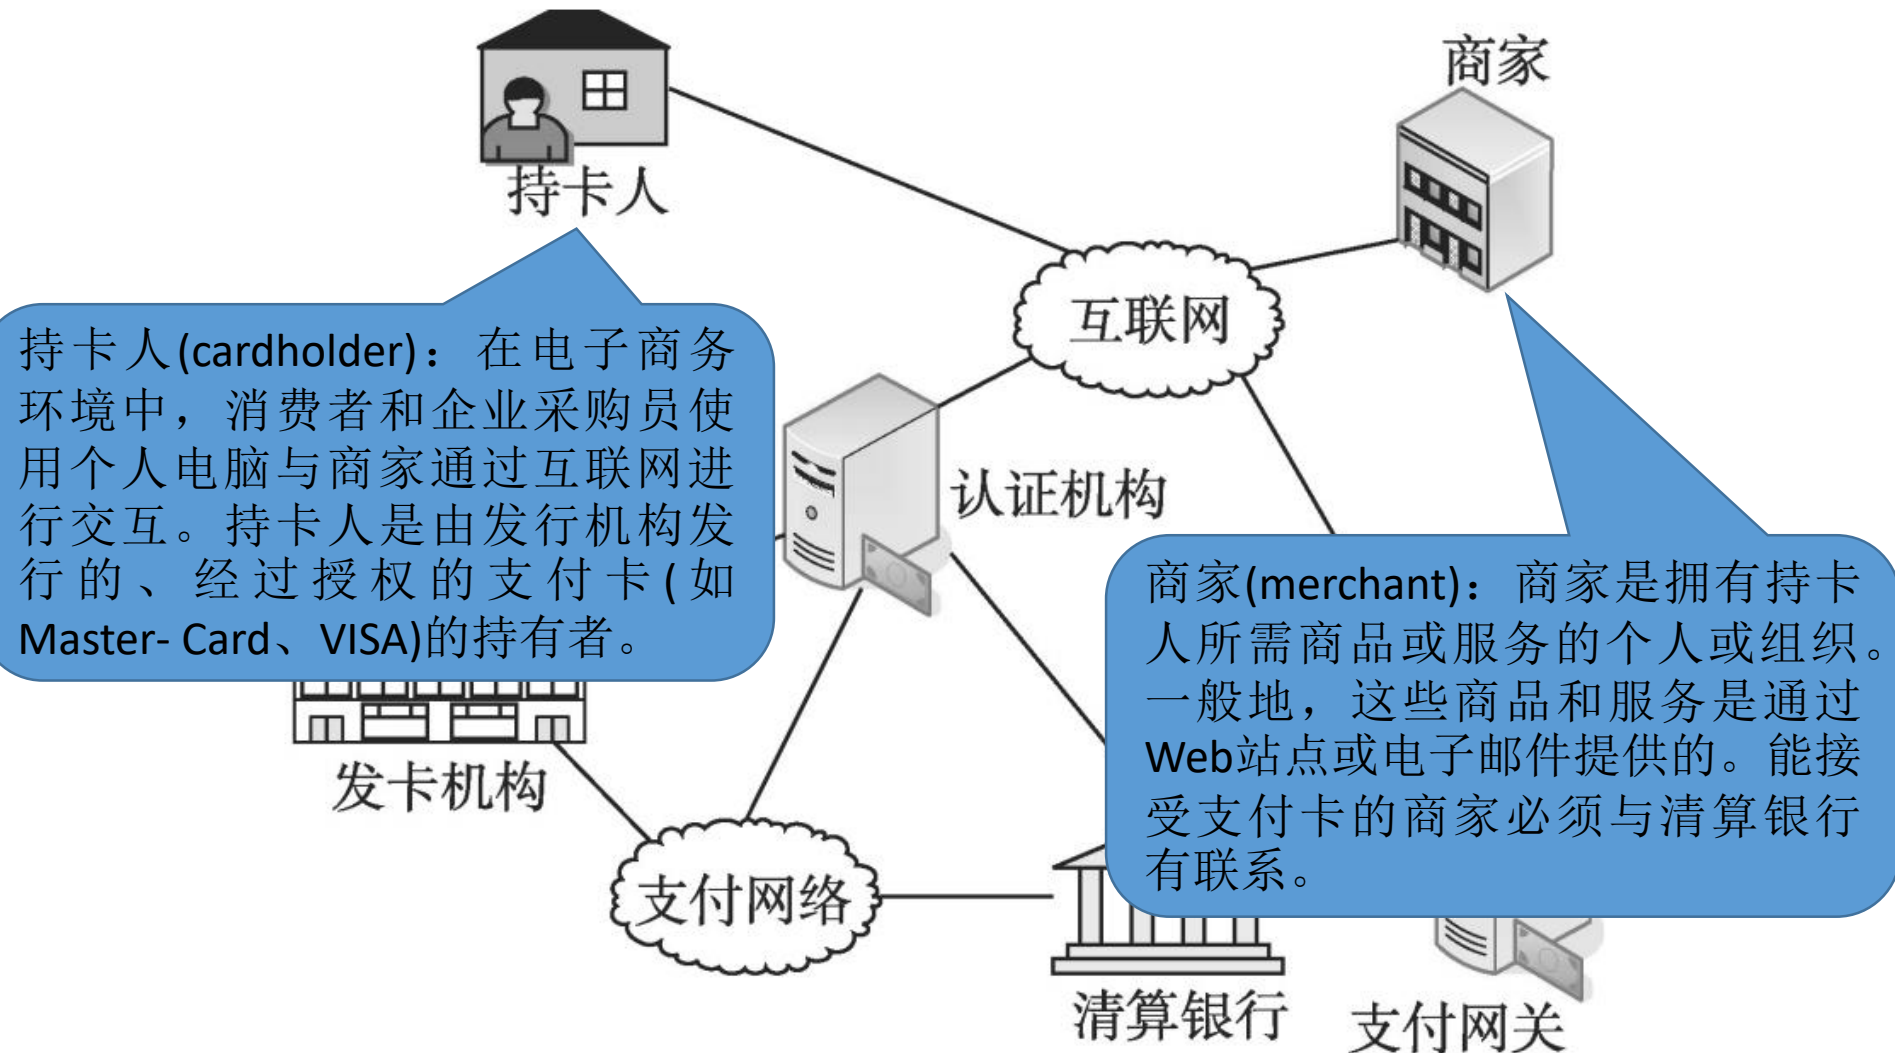 商家
持卡人
互联网
持卡人(cardholder)：在电子商务
环境中，消费者和企业采购员使
用个人电脑与商家通过互联网进
行交互。持卡人是由发行机构发
行的、经过授权的支付卡(如
Master- Card、VISA)的持有者。
认证机构
商家(merchant)：商家是拥有持卡
人所需商品或服务的个人或组织。
一般地，这些商品和服务是通过
Web站点或电子邮件提供的。能接
受支付卡的商家必须与清算银行
有联系。
发卡机构
支付网络
清算银行
支付网关